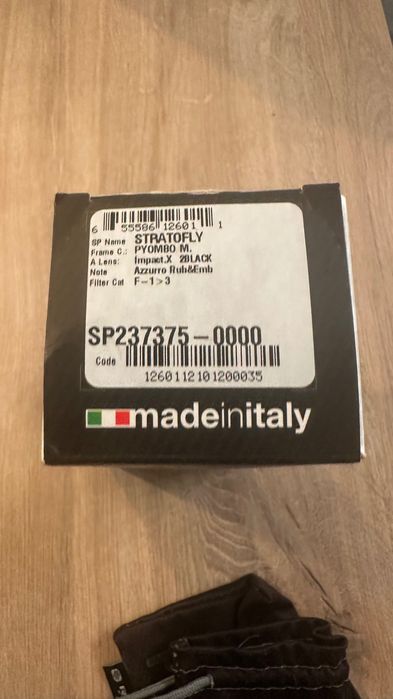 6 55586 12601 1
SP Name STRATOFLY
Frame C.: PYOMBO M.
A Lens: Impact.X 2BLACK
Note Azzurro Rub&Emb
Filter Cat F-1>3
SP237375-0000
Code
1260112101200035
madeinitaly